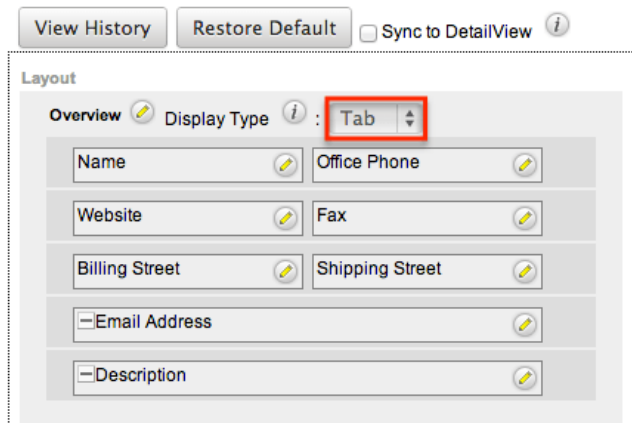 View History Restore Default Sync to DetailView i
Layout
Overview Display Type i : Tab
Name Office Phone
Website Fax
Billing Street Shipping Street
Email Address
Description